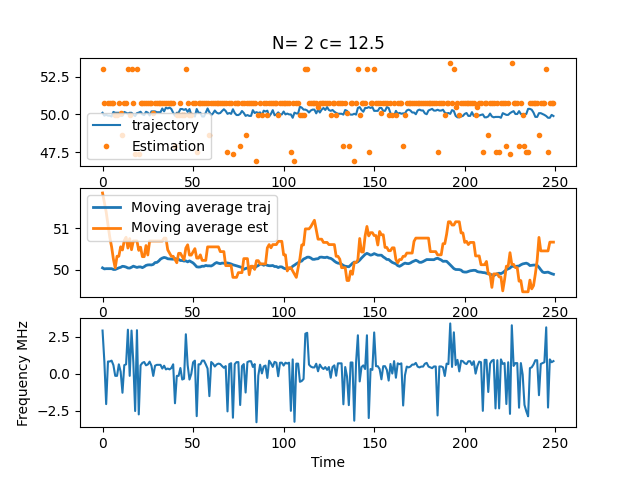 N= 2 c= 12.5
52.5
50.0
47.5
trajectory
Estimation
0 50 100 150 200 250
51
50
Moving average traj
Moving average est
0 50 100 150 200 250
Frequency MHz
2.5
0.0
−2.5
0 50 100 150 200 250
Time